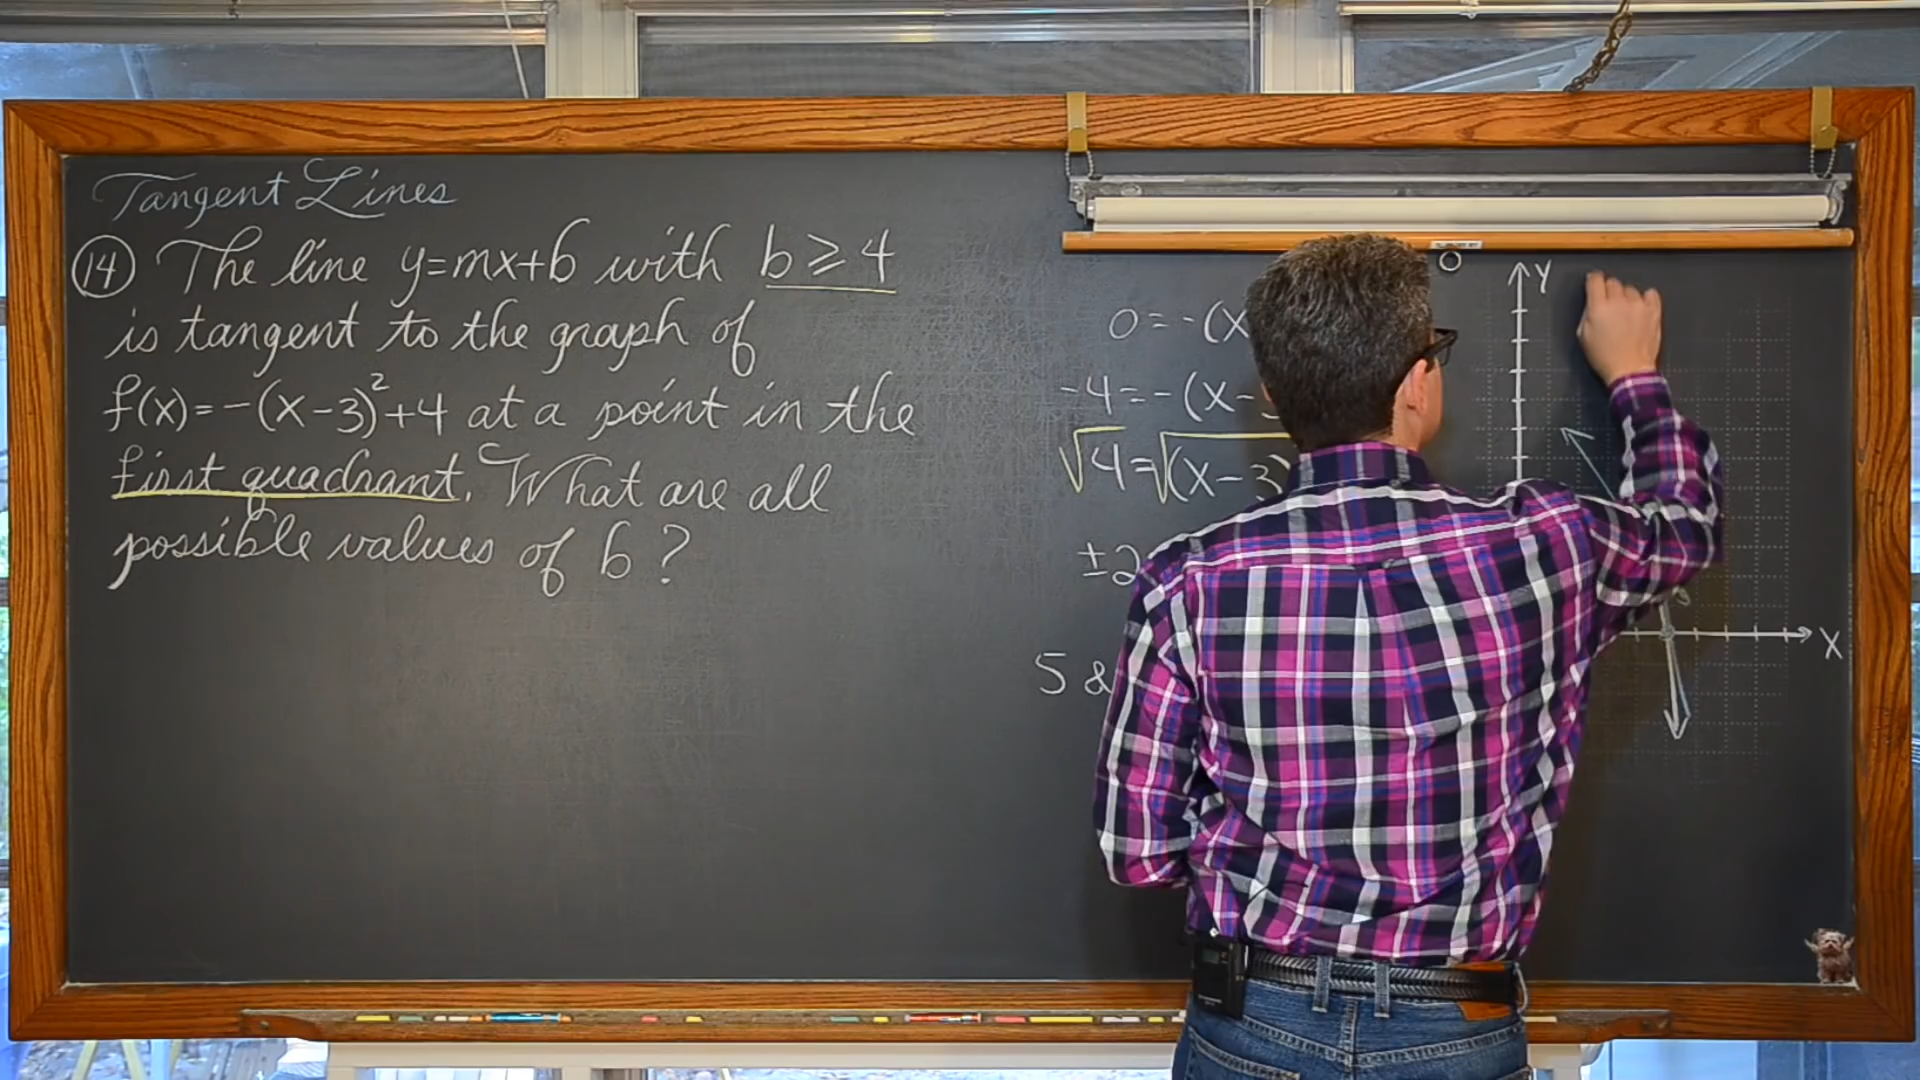 Tangent Lines
14 The line y=mx+b with b≥4
is tangent to the graph of
f(x)=-(x-3)²+4 at a point in the
first quadrant. What are all
possible values of b?
0=-(x
-4=-(x-3
√4=√(x-3)
±2
5 &
Y
X